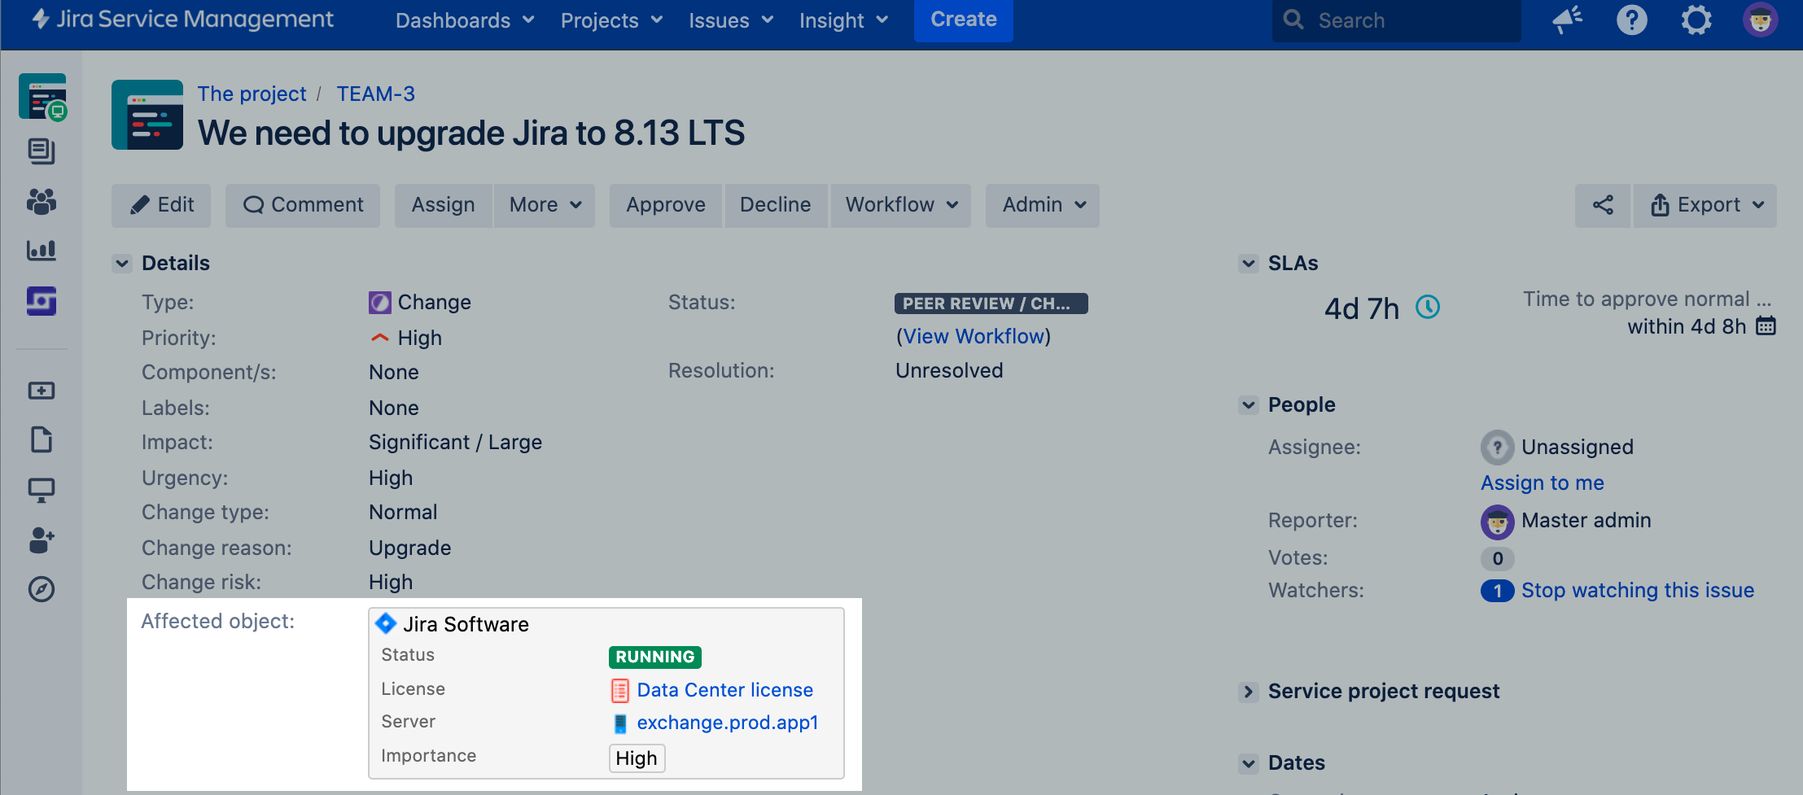 Jira Service Management Dashboards Projects Issues Insight Create Search
The project / TEAM-3
We need to upgrade Jira to 8.13 LTS
Edit Comment Assign More Approve Decline Workflow Admin Export
Details
Type: Change
Priority: High
Component/s: None
Labels: None
Impact: Significant / Large
Urgency: High
Change type: Normal
Change reason: Upgrade
Change risk: High
Status: PEER REVIEW / CH...
(View Workflow)
Resolution: Unresolved
Affected object: Jira Software
Status RUNNING
License Data Center license
Server exchange.prod.app1
Importance High
SLAs
4d 7h Time to approve normal ...
within 4d 8h
People
Assignee: Unassigned
Assign to me
Reporter: Master admin
Votes: 0
Watchers: 1 Stop watching this issue
Service project request
Dates